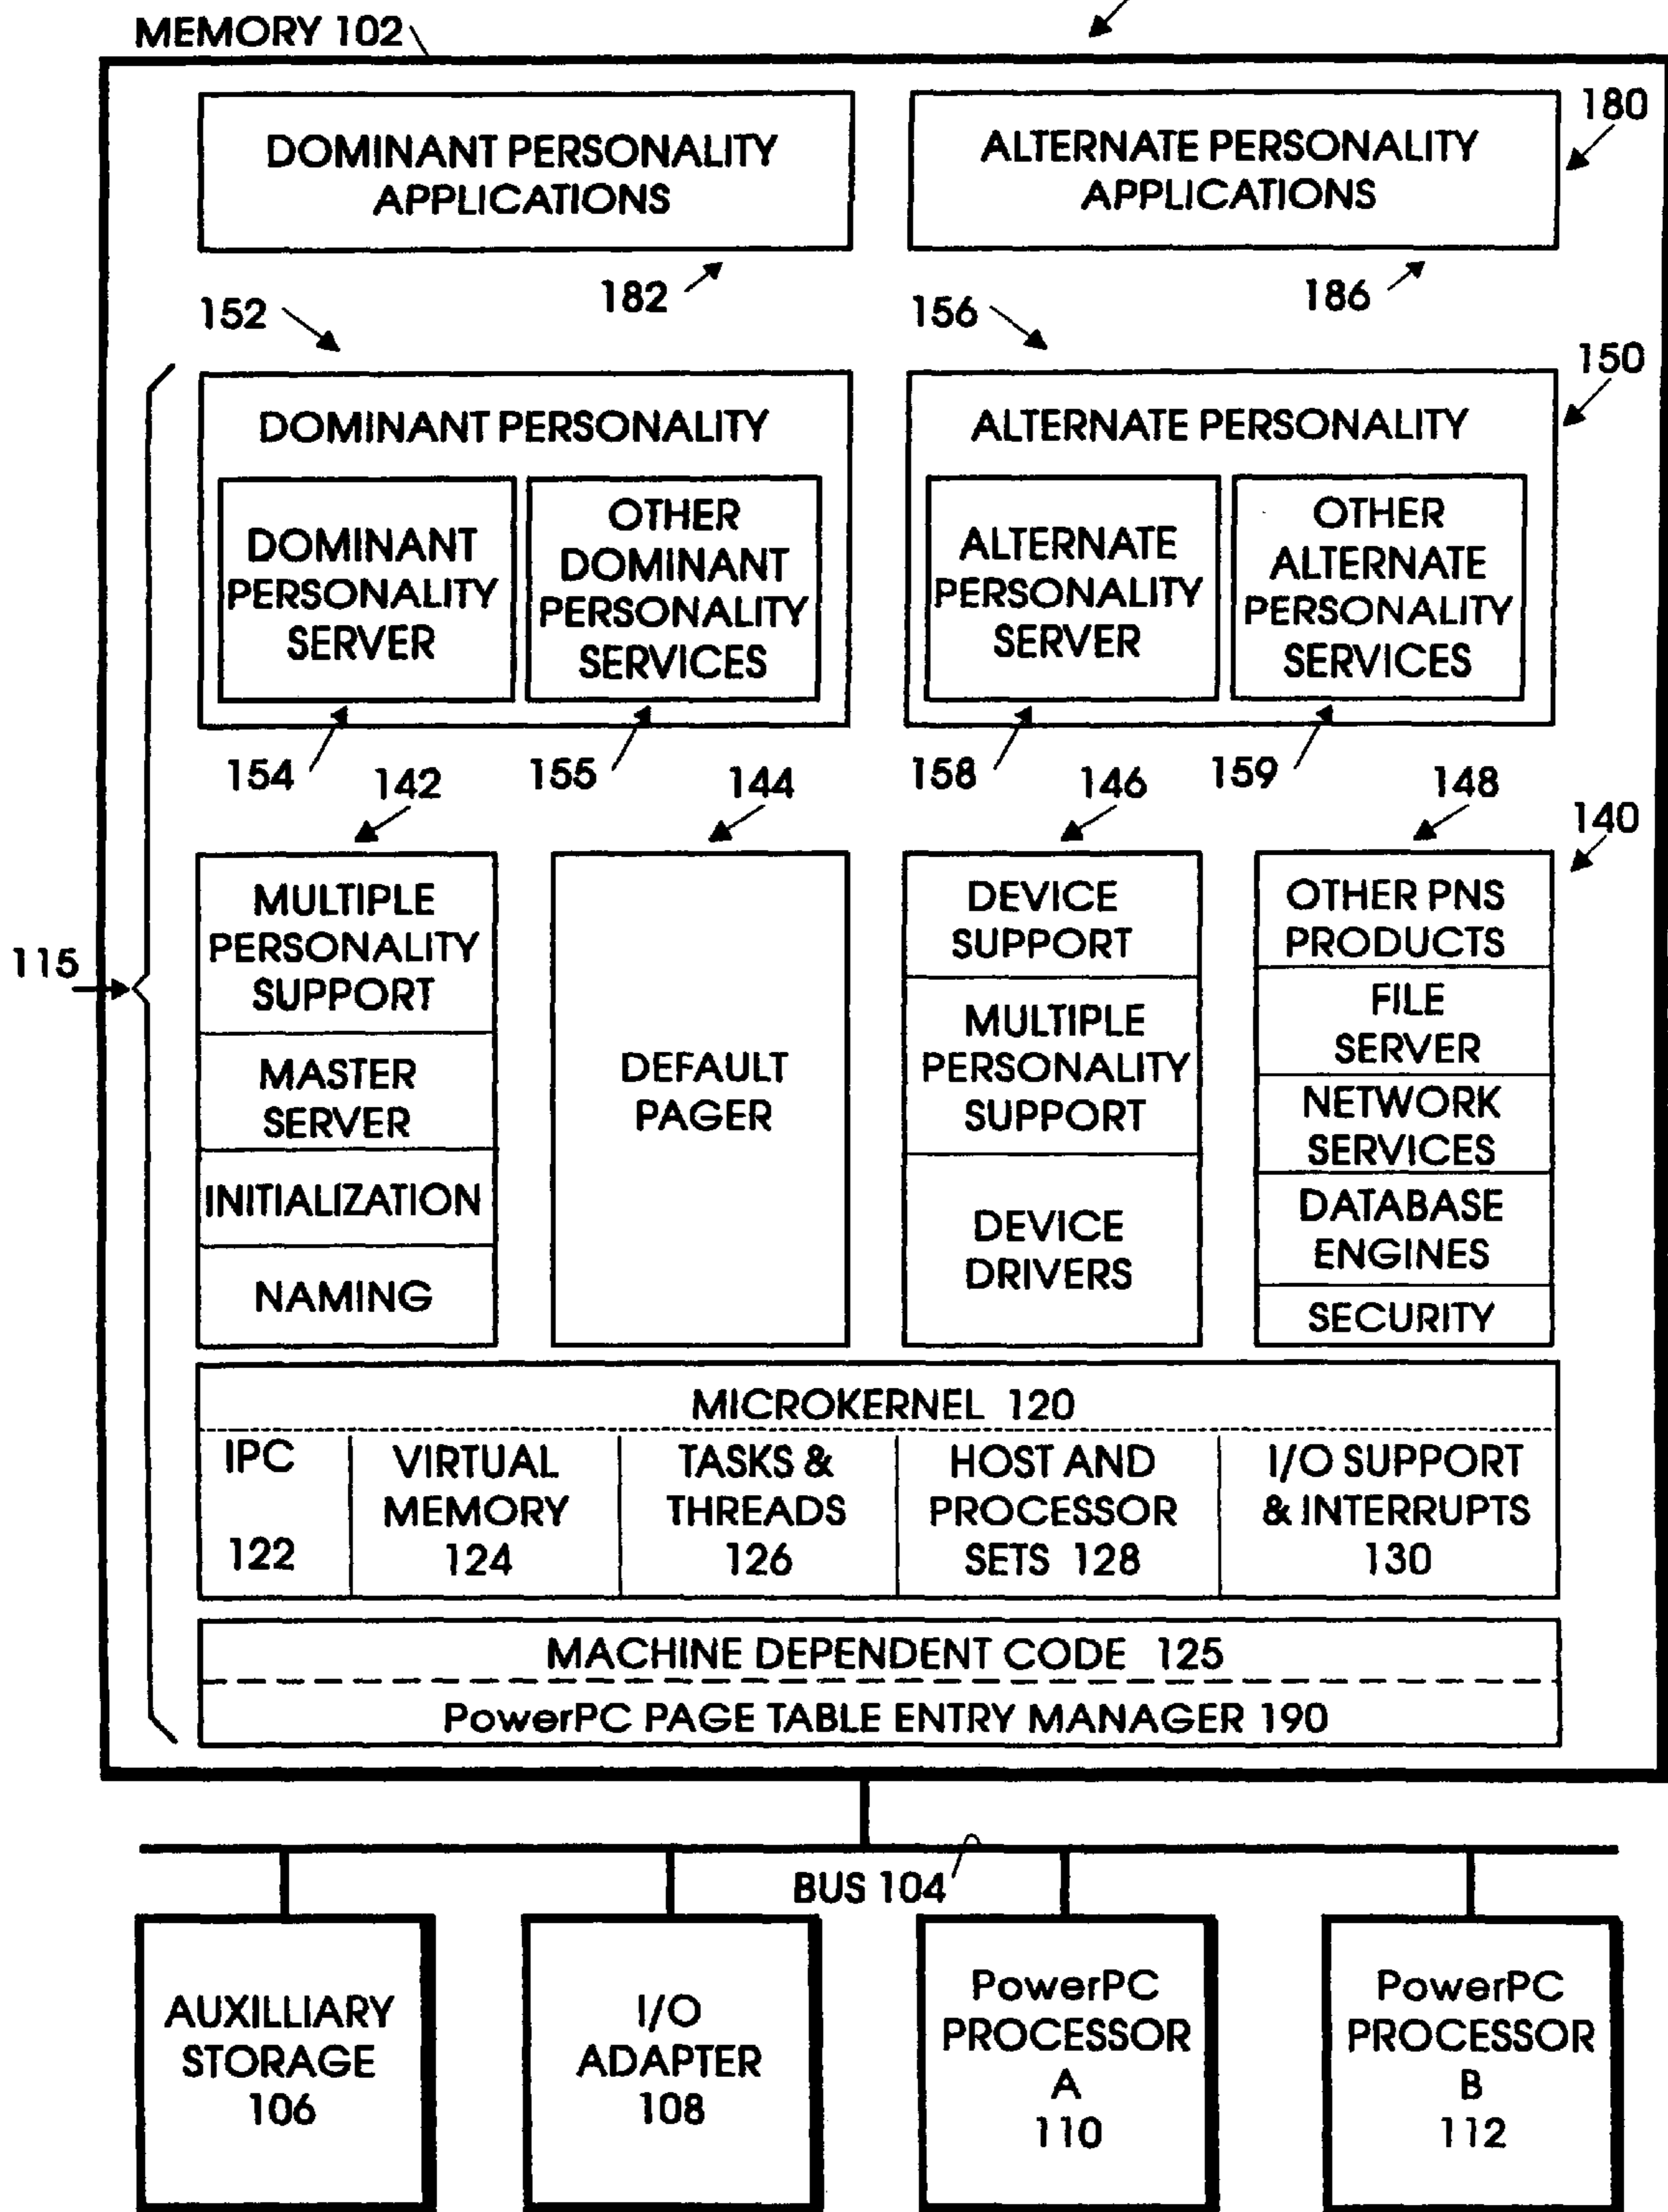 MEMORY 102
DOMINANT PERSONALITY
APPLICATIONS
ALTERNATE PERSONALITY
APPLICATIONS
180
182
186
152
156
150
DOMINANT PERSONALITY
DOMINANT
PERSONALITY
SERVER
OTHER
DOMINANT
PERSONALITY
SERVICES
ALTERNATE PERSONALITY
ALTERNATE
PERSONALITY
SERVER
OTHER
ALTERNATE
PERSONALITY
SERVICES
154
155
158
159
142
144
146
148
140
115
MULTIPLE
PERSONALITY
SUPPORT
MASTER
SERVER
INITIALIZATION
NAMING
DEFAULT
PAGER
DEVICE
SUPPORT
MULTIPLE
PERSONALITY
SUPPORT
DEVICE
DRIVERS
OTHER PNS
PRODUCTS
FILE
SERVER
NETWORK
SERVICES
DATABASE
ENGINES
SECURITY
MICROKERNEL 120
IPC
122
VIRTUAL
MEMORY
124
TASKS &
THREADS
126
HOST AND
PROCESSOR
SETS 128
I/O SUPPORT
& INTERRUPTS
130
MACHINE DEPENDENT CODE 125
PowerPC PAGE TABLE ENTRY MANAGER 190
BUS 104
AUXILLIARY
STORAGE
106
I/O
ADAPTER
108
PowerPC
PROCESSOR
A
110
PowerPC
PROCESSOR
B
112